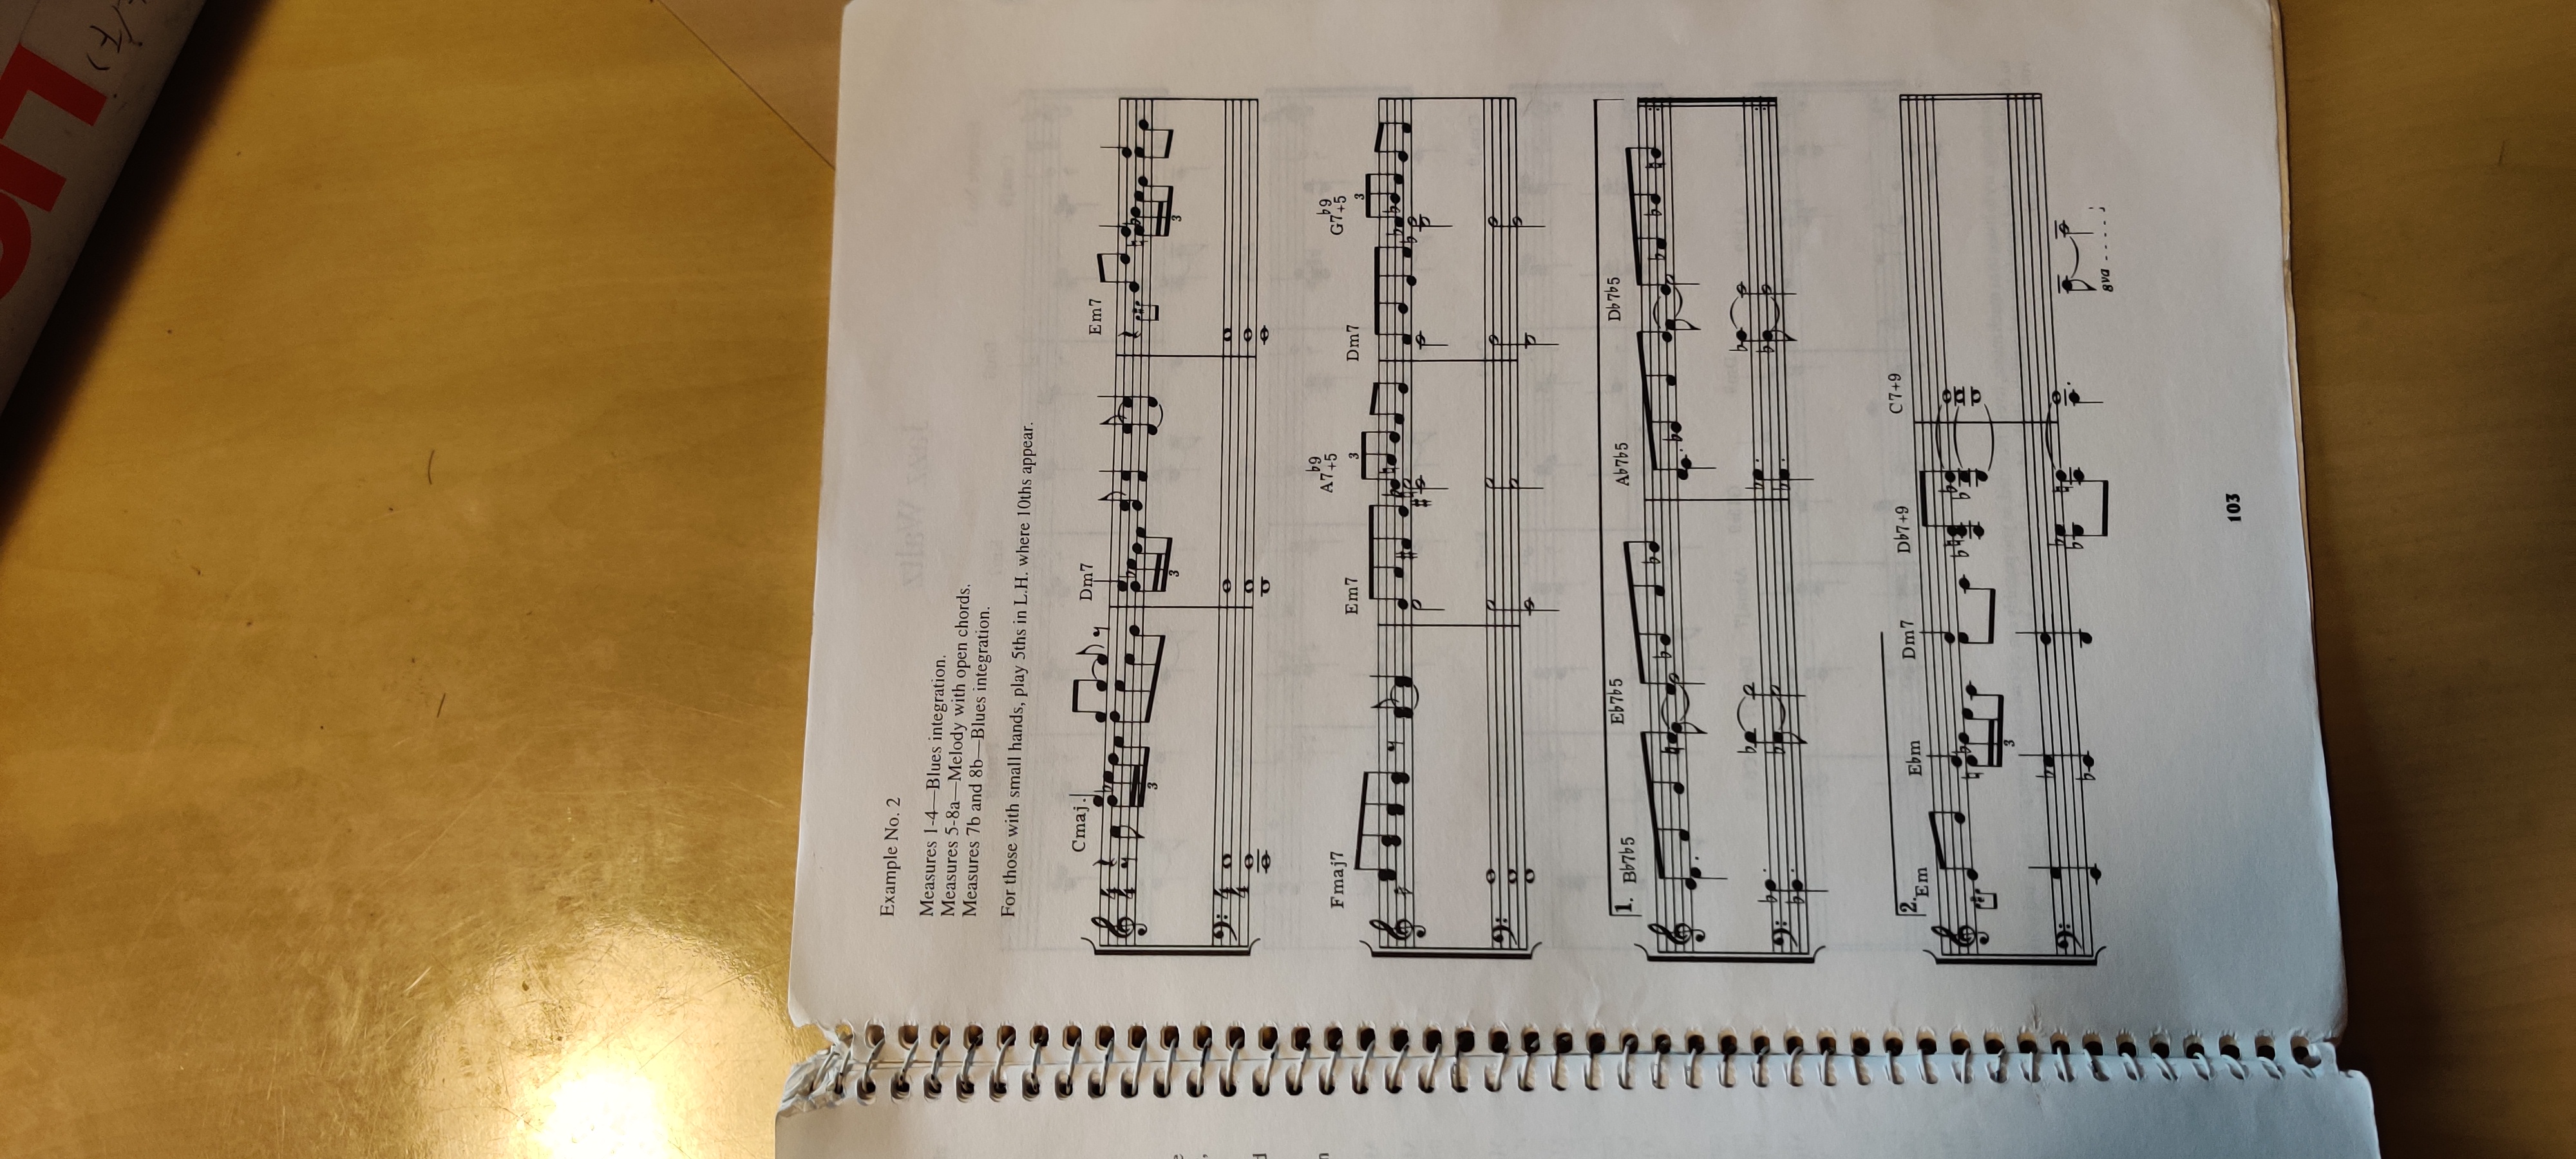 Example No. 2
Measures 1-4—Blues integration.
Measures 5-8a—Melody with open chords.
Measures 7b and 8b—Blues integration.
For those with small hands, play 5ths in L.H. where 10ths appear.
Cmaj. Dm7 Em7
3 3 3
Fmaj7 Em7 A7♭9+5 Dm7 G7♭9+5
3 3
1. B♭7♭5 E♭7♭5 A♭7♭5 D♭7♭5
2. Em E♭m Dm7 D♭7+9 C7+9
3
8va
103